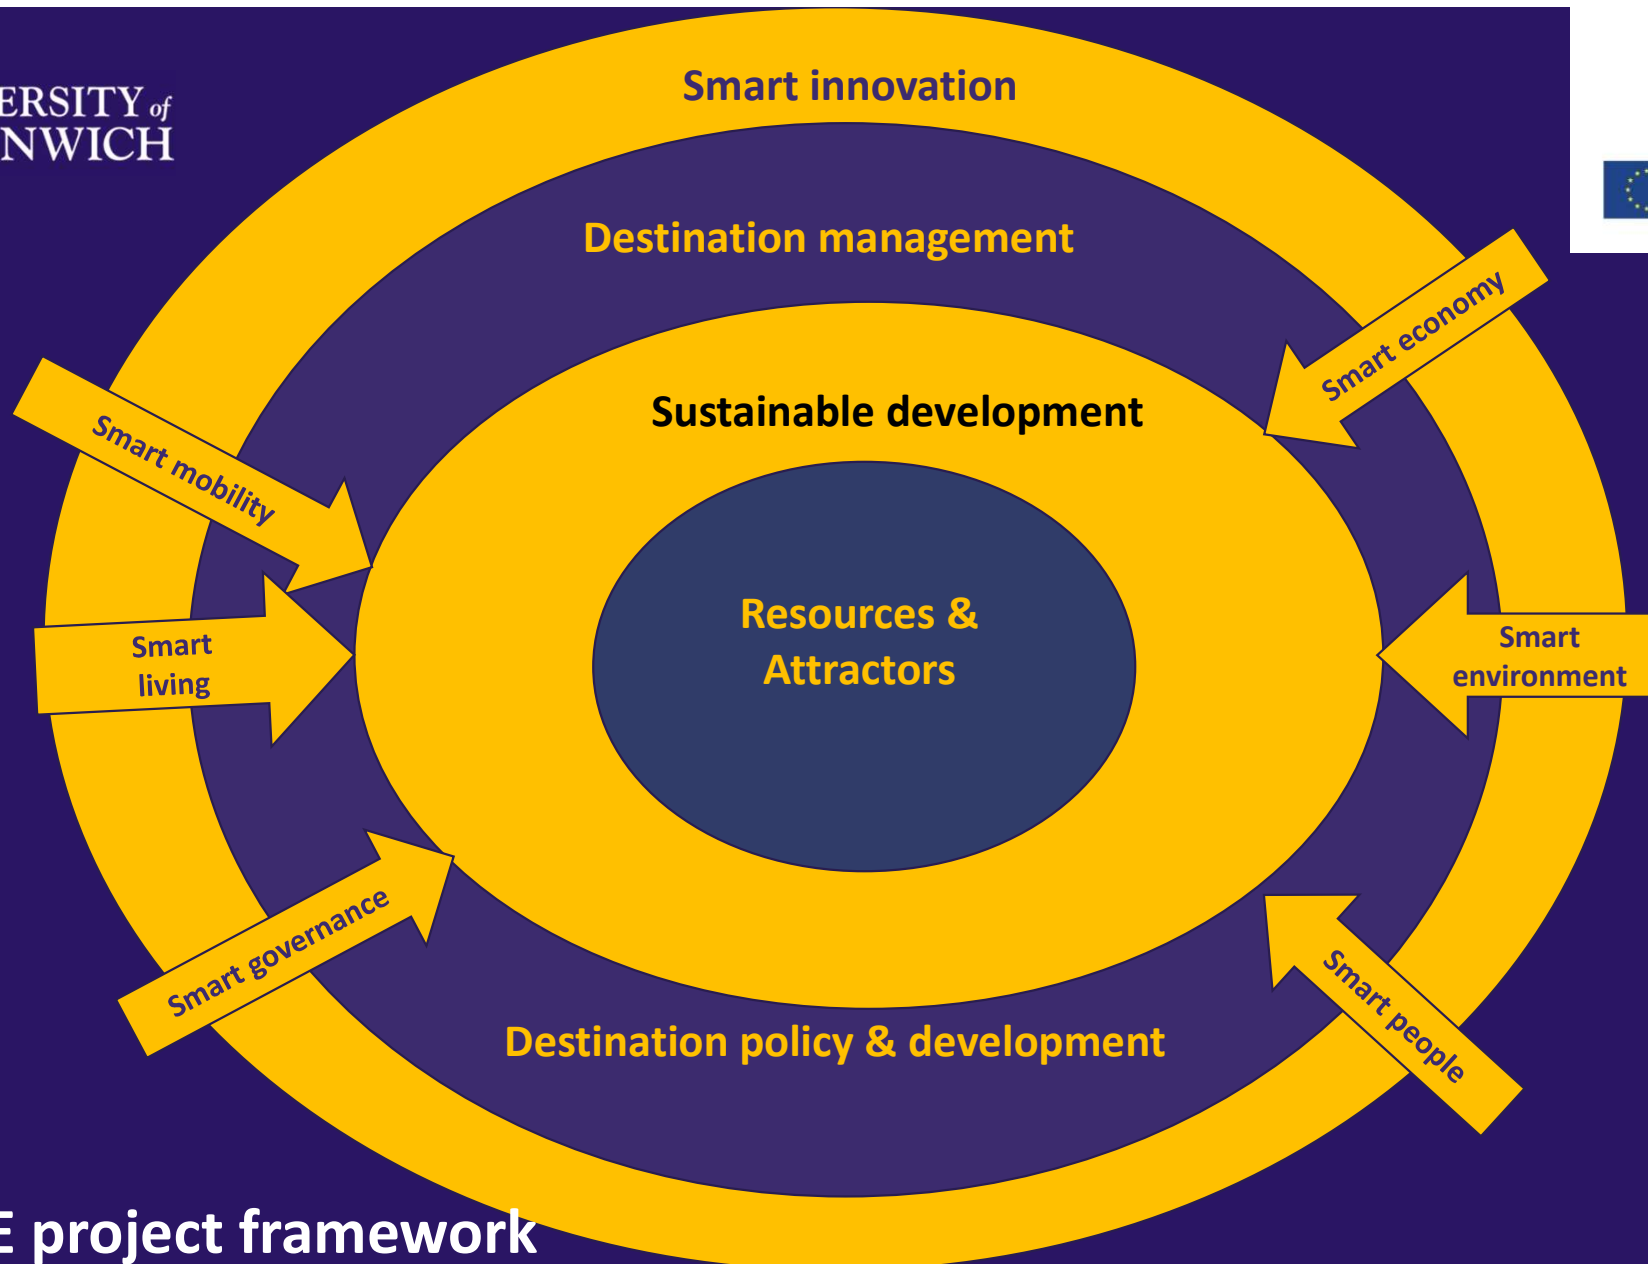 ERSITY of
NWICH
Smart innovation
Destination management
Smart economy
Sustainable development
Smart mobility
Resources &
Attractors
Smart
living
Smart
environment
Smart governance
Smart people
Destination policy & development
E project framework